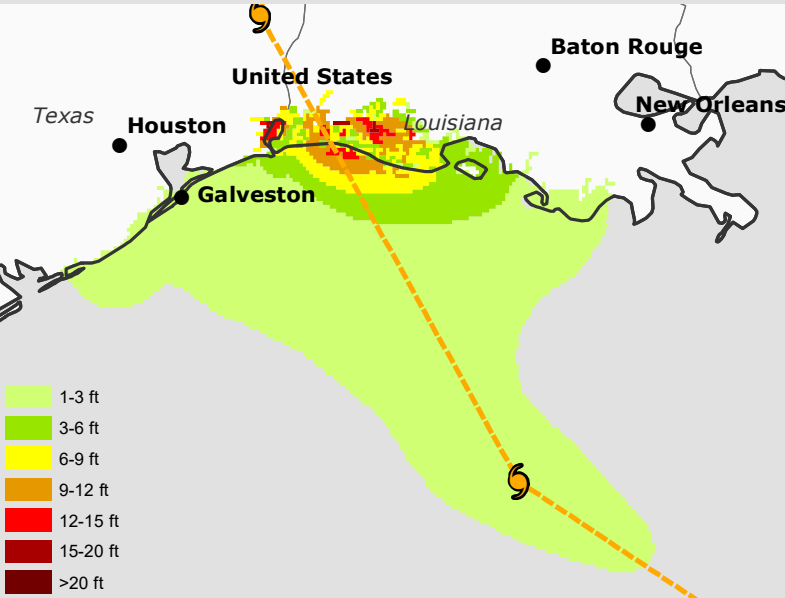 Baton Rouge
United States
New Orleans
Texas
Houston
Louisiana
Galveston
1-3 ft
3-6 ft
6-9 ft
9-12 ft
12-15 ft
15-20 ft
>20 ft